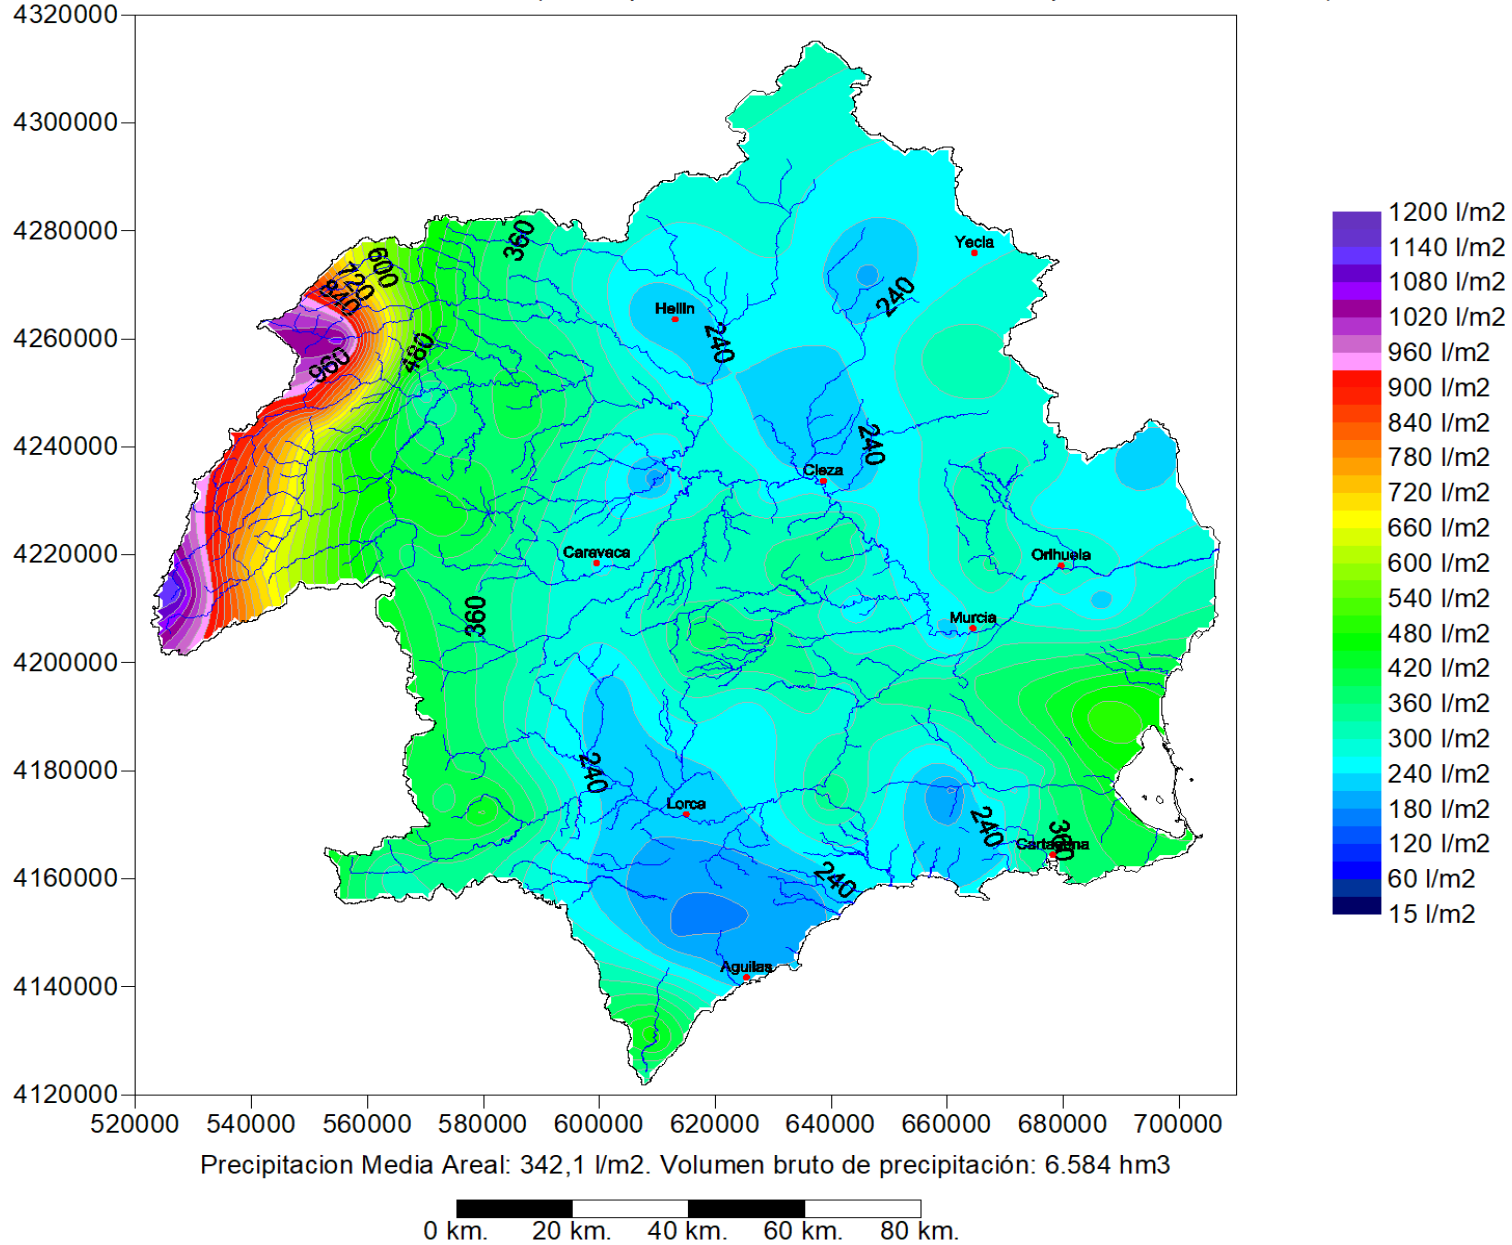 4320000
4300000
4280000
4260000
4240000
4220000
4200000
4180000
4160000
4140000
4120000
520000 540000 560000 580000 600000 620000 640000 660000 680000 700000
360
600
720
840
960
480
240
240
240
360
240
240
240
360
Yecla
Hellin
Cieza
Caravaca
Orihuela
Murcia
Lorca
Cartagena
Aguilas
1200 l/m2
1140 l/m2
1080 l/m2
1020 l/m2
960 l/m2
900 l/m2
840 l/m2
780 l/m2
720 l/m2
660 l/m2
600 l/m2
540 l/m2
480 l/m2
420 l/m2
360 l/m2
300 l/m2
240 l/m2
180 l/m2
120 l/m2
60 l/m2
15 l/m2
Precipitacion Media Areal: 342,1 l/m2. Volumen bruto de precipitación: 6.584 hm3
0 km. 20 km. 40 km. 60 km. 80 km.